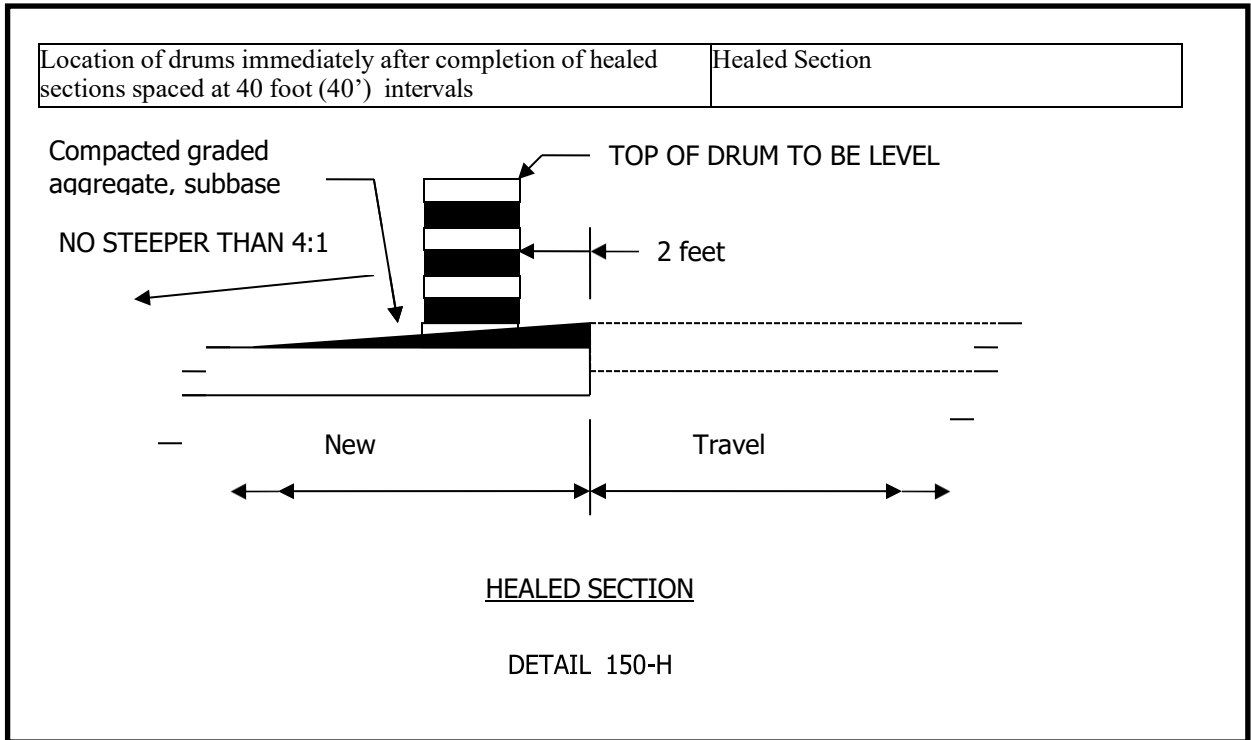 Location of drums immediately after completion of healed
sections spaced at 40 foot (40’) intervals
Healed Section
Compacted graded
aggregate, subbase
TOP OF DRUM TO BE LEVEL
NO STEEPER THAN 4:1
2 feet
New
Travel
HEALED SECTION
DETAIL 150-H